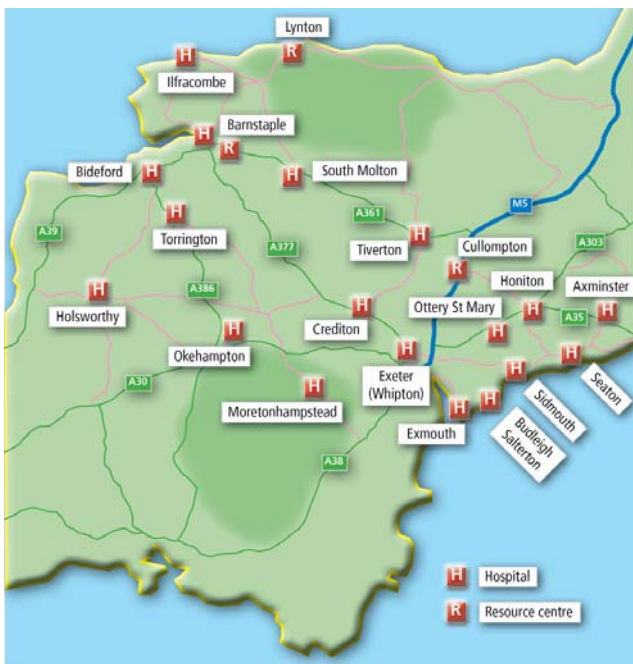 Lynton
R
H
Ilfracombe
Barnstaple
H
R
Bideford
H
H
South Molton
M5
H
Torrington
A361
A39
A377
H
Tiverton
Cullompton
R
A303
Honiton
Axminster
H
Holsworthy
A386
Ottery St Mary
H
A35
H
Crediton
H
H
H
Okehampton
H
Exeter
(Whipton)
H
Seaton
A30
H
Moretonhampstead
H
Sidmouth
H
Exmouth
H
Budleigh
Salterton
A38
H
Hospital
R
Resource centre